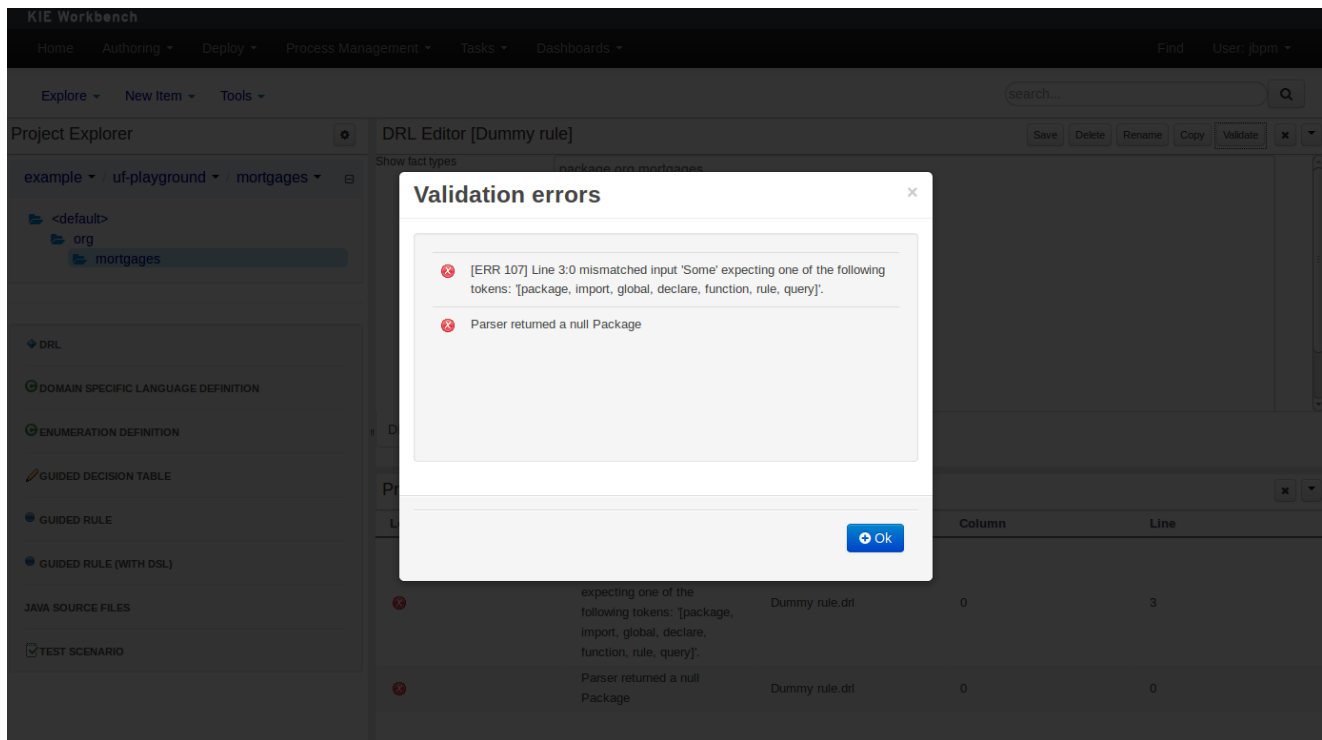 KIE Workbench
Home Authoring Deploy Process Management Tasks Dashboards Find User: jbpm
Explore New Item Tools search...
Project Explorer
DRL Editor [Dummy rule]
Save Delete Rename Copy Validate
example / uf-playground / mortgages
<default>
org
mortgages
DRL
DOMAIN SPECIFIC LANGUAGE DEFINITION
ENUMERATION DEFINITION
GUIDED DECISION TABLE
GUIDED RULE
GUIDED RULE (WITH DSL)
JAVA SOURCE FILES
TEST SCENARIO
Show fact types
package org.mortgages
Validation errors
[ERR 107] Line 3:0 mismatched input 'Some' expecting one of the following
tokens: '[package, import, global, declare, function, rule, query]'.
Parser returned a null Package
Ok
Column Line
expecting one of the
following tokens: '[package,
import, global, declare,
function, rule, query]'.
Dummy rule.drl 0 3
Parser returned a null
Package
Dummy rule.drl 0 0